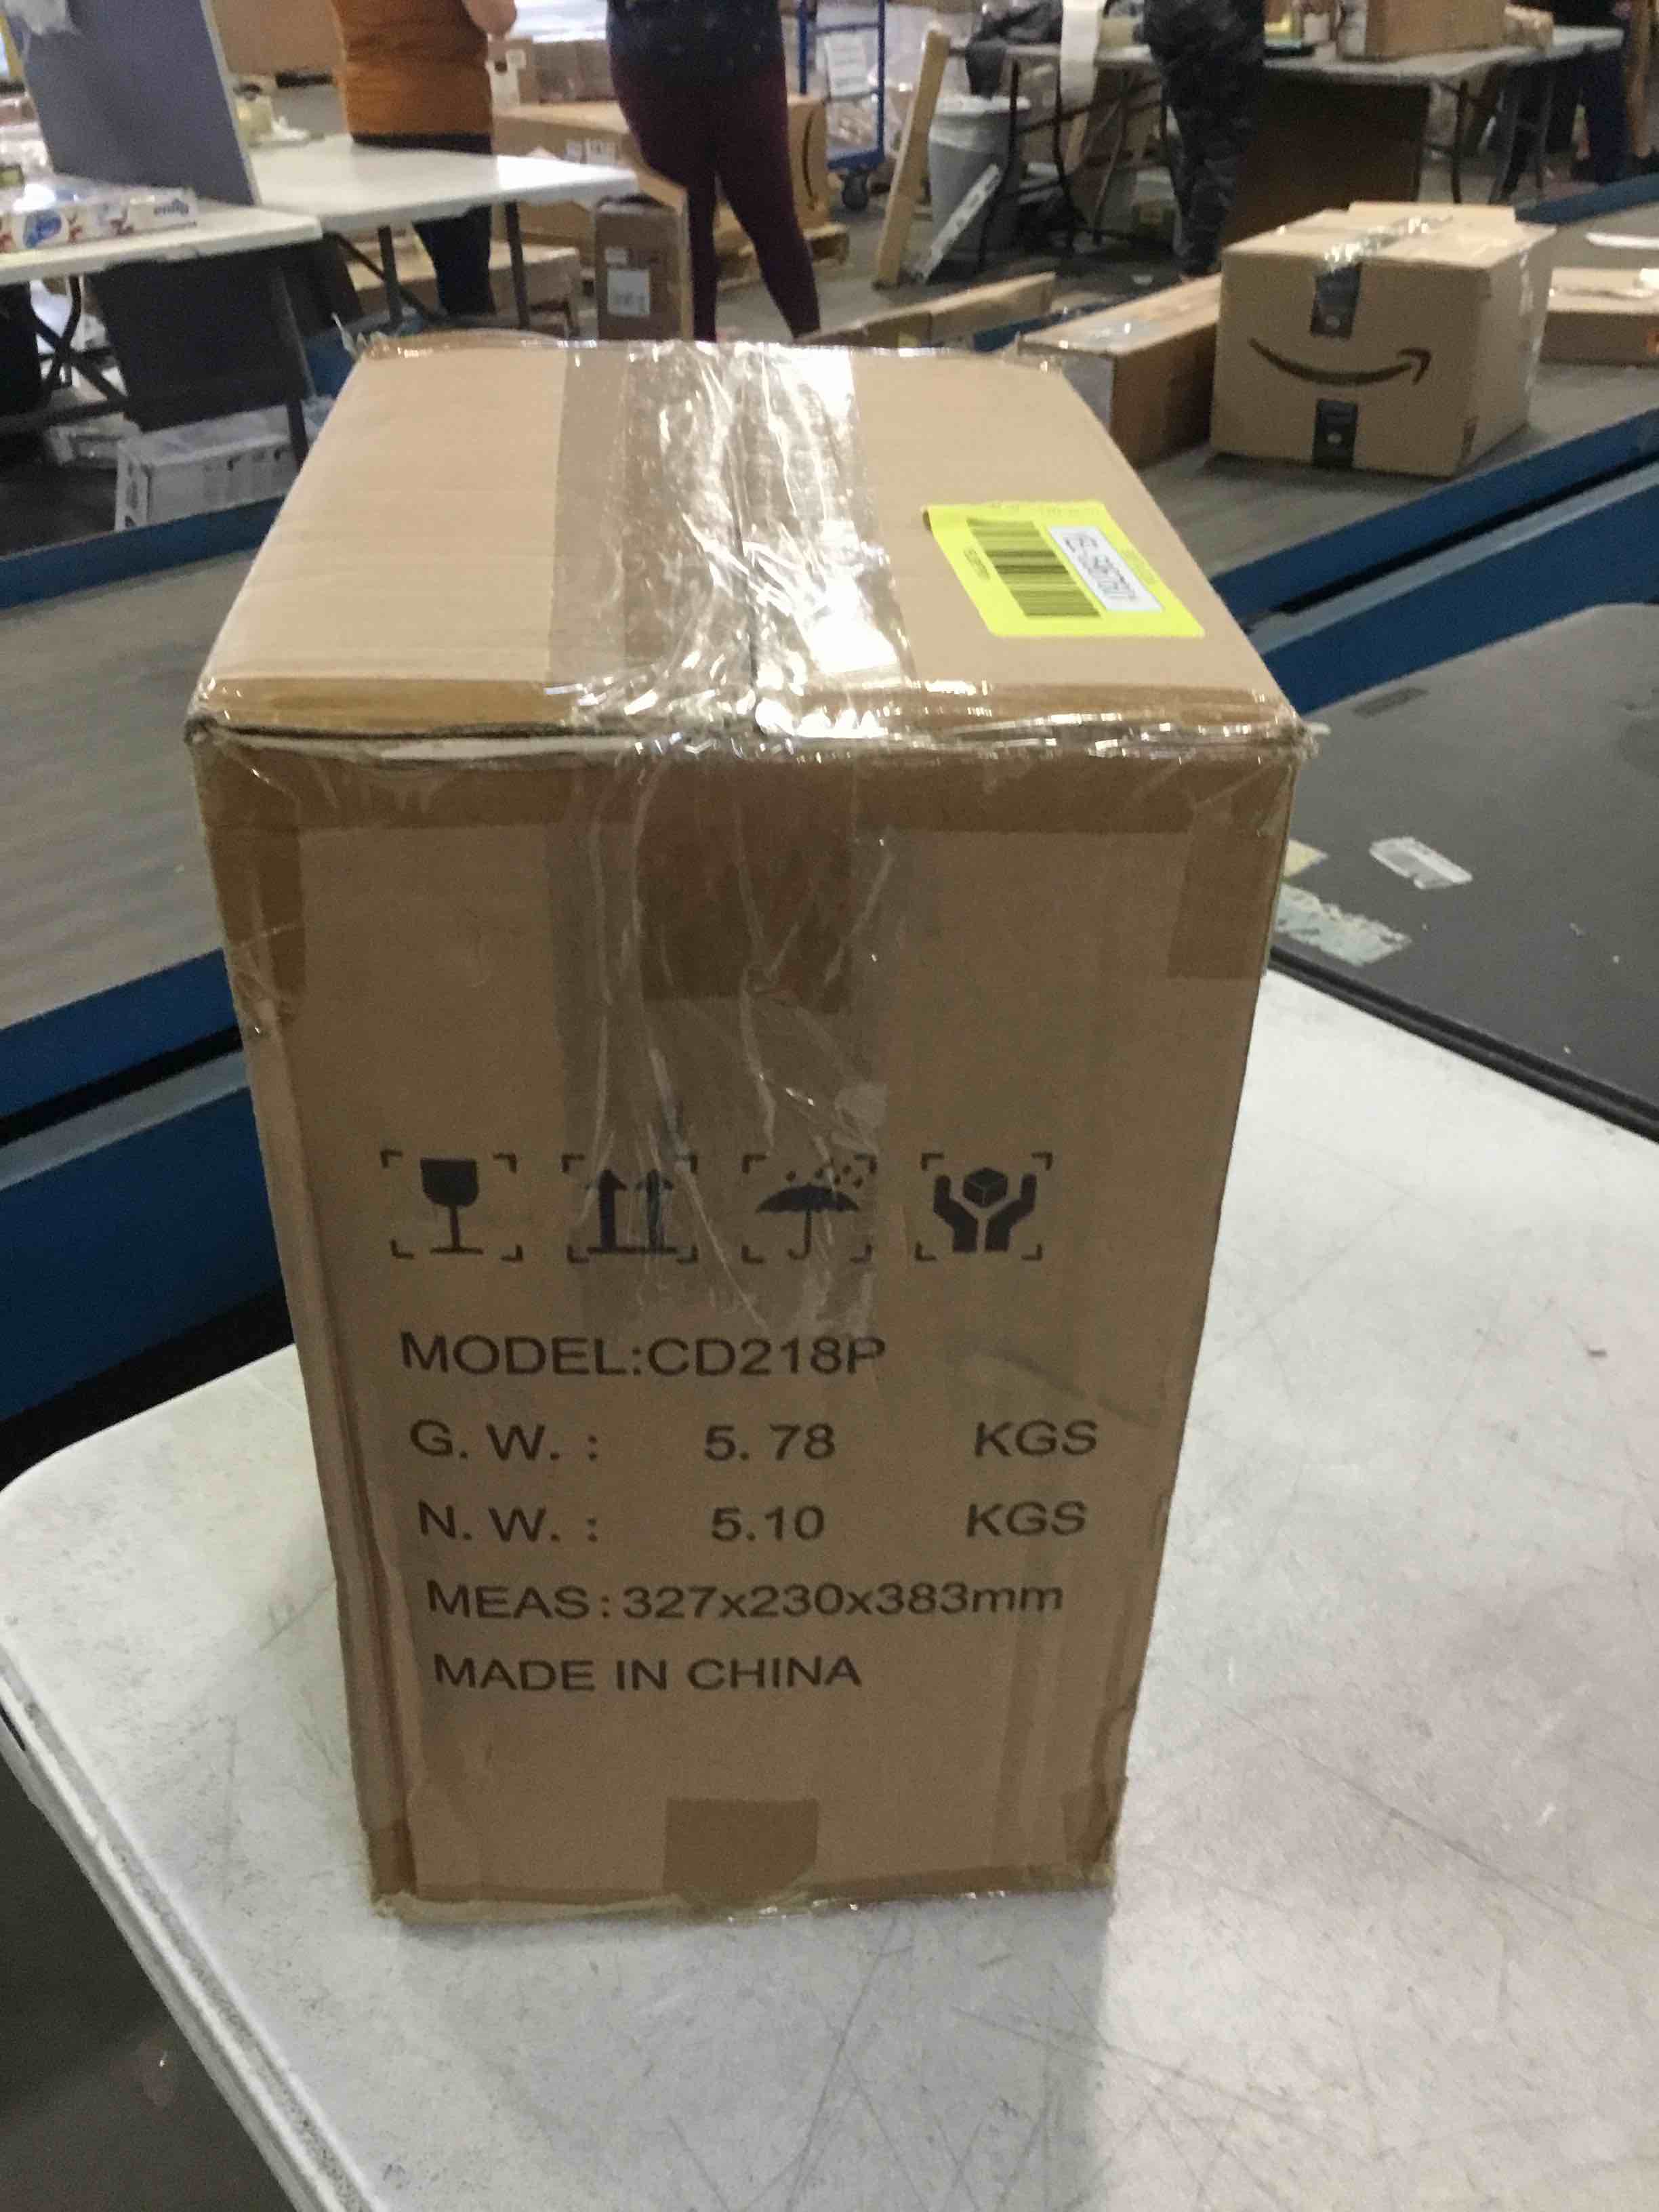 MODEL:CD218P
G. W. : 5. 78 KGS
N. W. : 5.10 KGS
MEAS:327x230x383mm
MADE IN CHINA